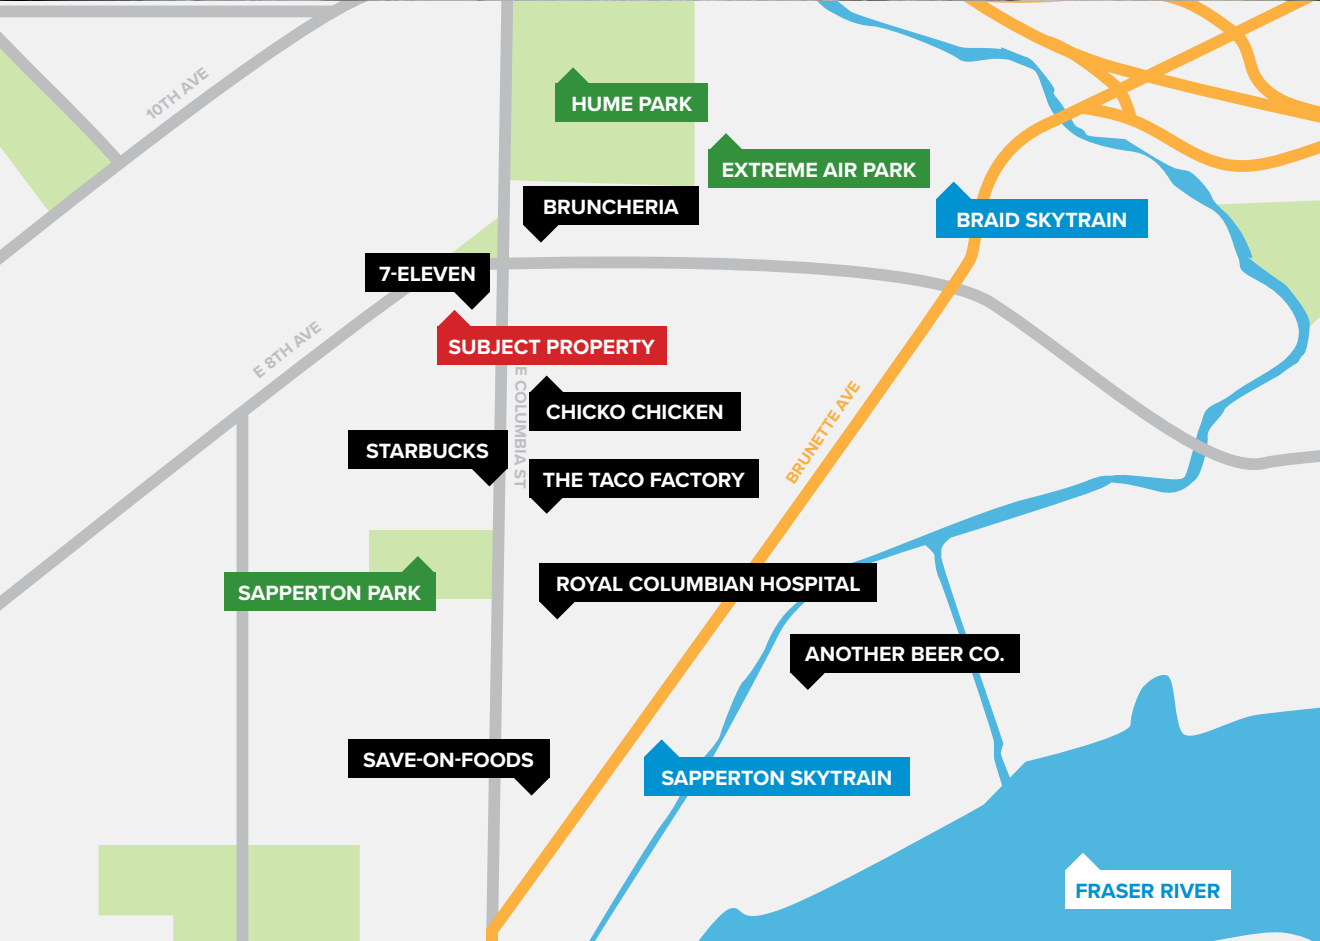 10TH AVE
HUME PARK
EXTREME AIR PARK
BRUNCHERIA
BRAID SKYTRAIN
7-ELEVEN
E 8TH AVE
SUBJECT PROPERTY
E COLUMBIA ST
CHICKO CHICKEN
BRUNETTE AVE
STARBUCKS
THE TACO FACTORY
SAPPERTON PARK
ROYAL COLUMBIAN HOSPITAL
ANOTHER BEER CO.
SAVE-ON-FOODS
SAPPERTON SKYTRAIN
FRASER RIVER